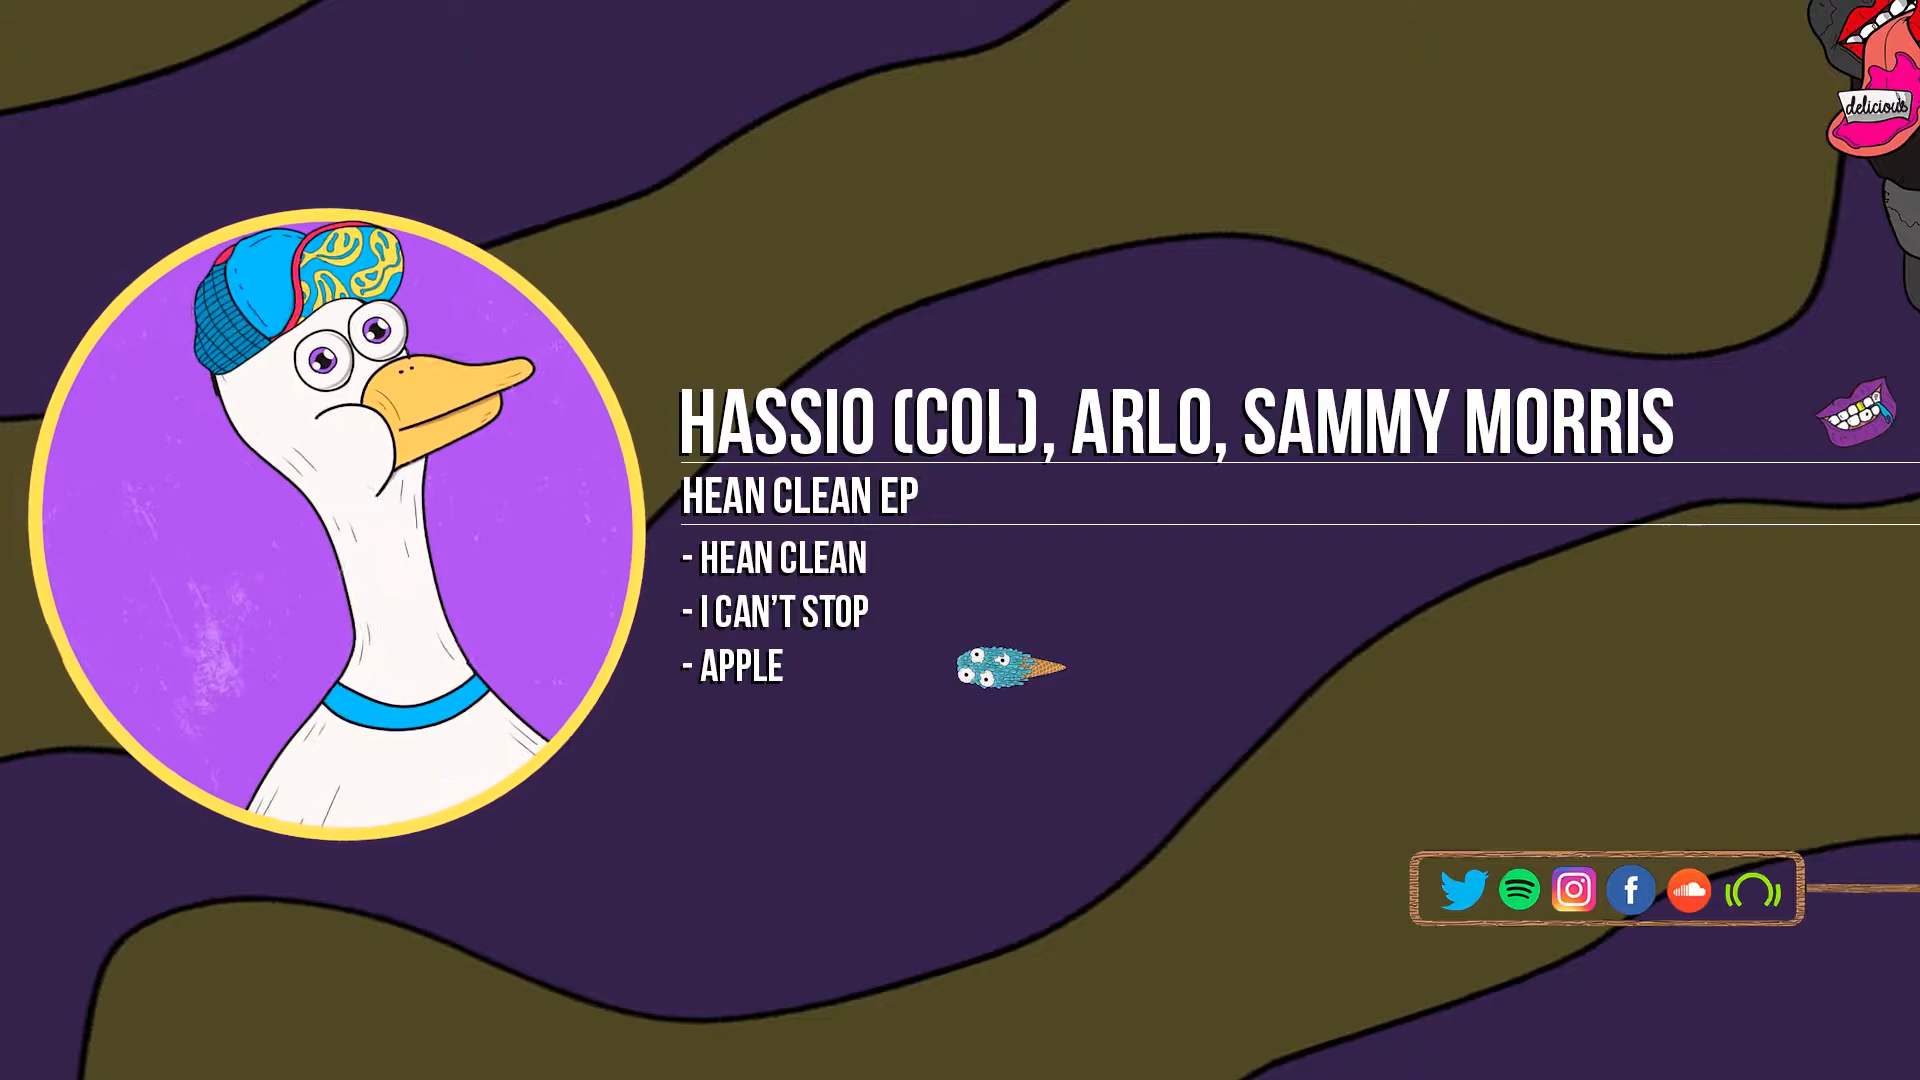 delicious
HASSIO (COL), ARLO, SAMMY MORRIS
HEAN CLEAN EP
- HEAN CLEAN
- I CAN’T STOP
- APPLE